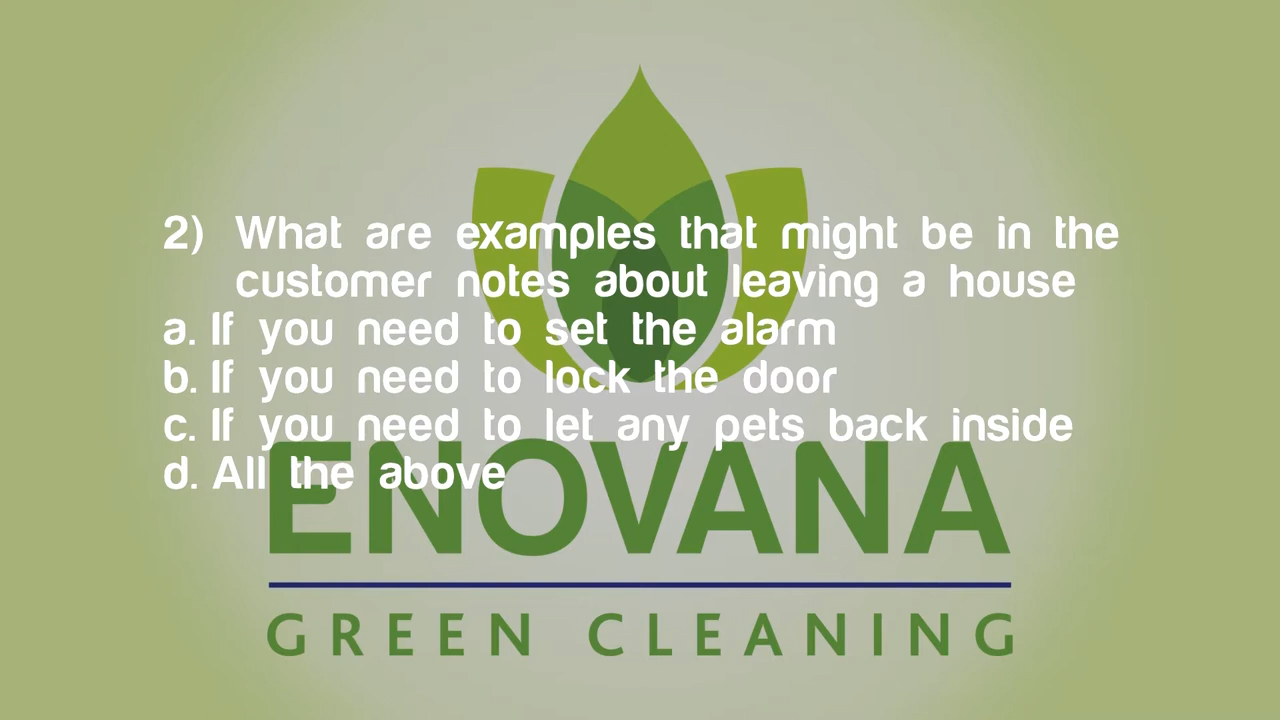 2) What are examples that might be in the
customer notes about leaving a house
a. If you need to set the alarm
b. If you need to lock the door
c. If you need to let any pets back inside
d. All the above
ENOVANA
GREEN CLEANING